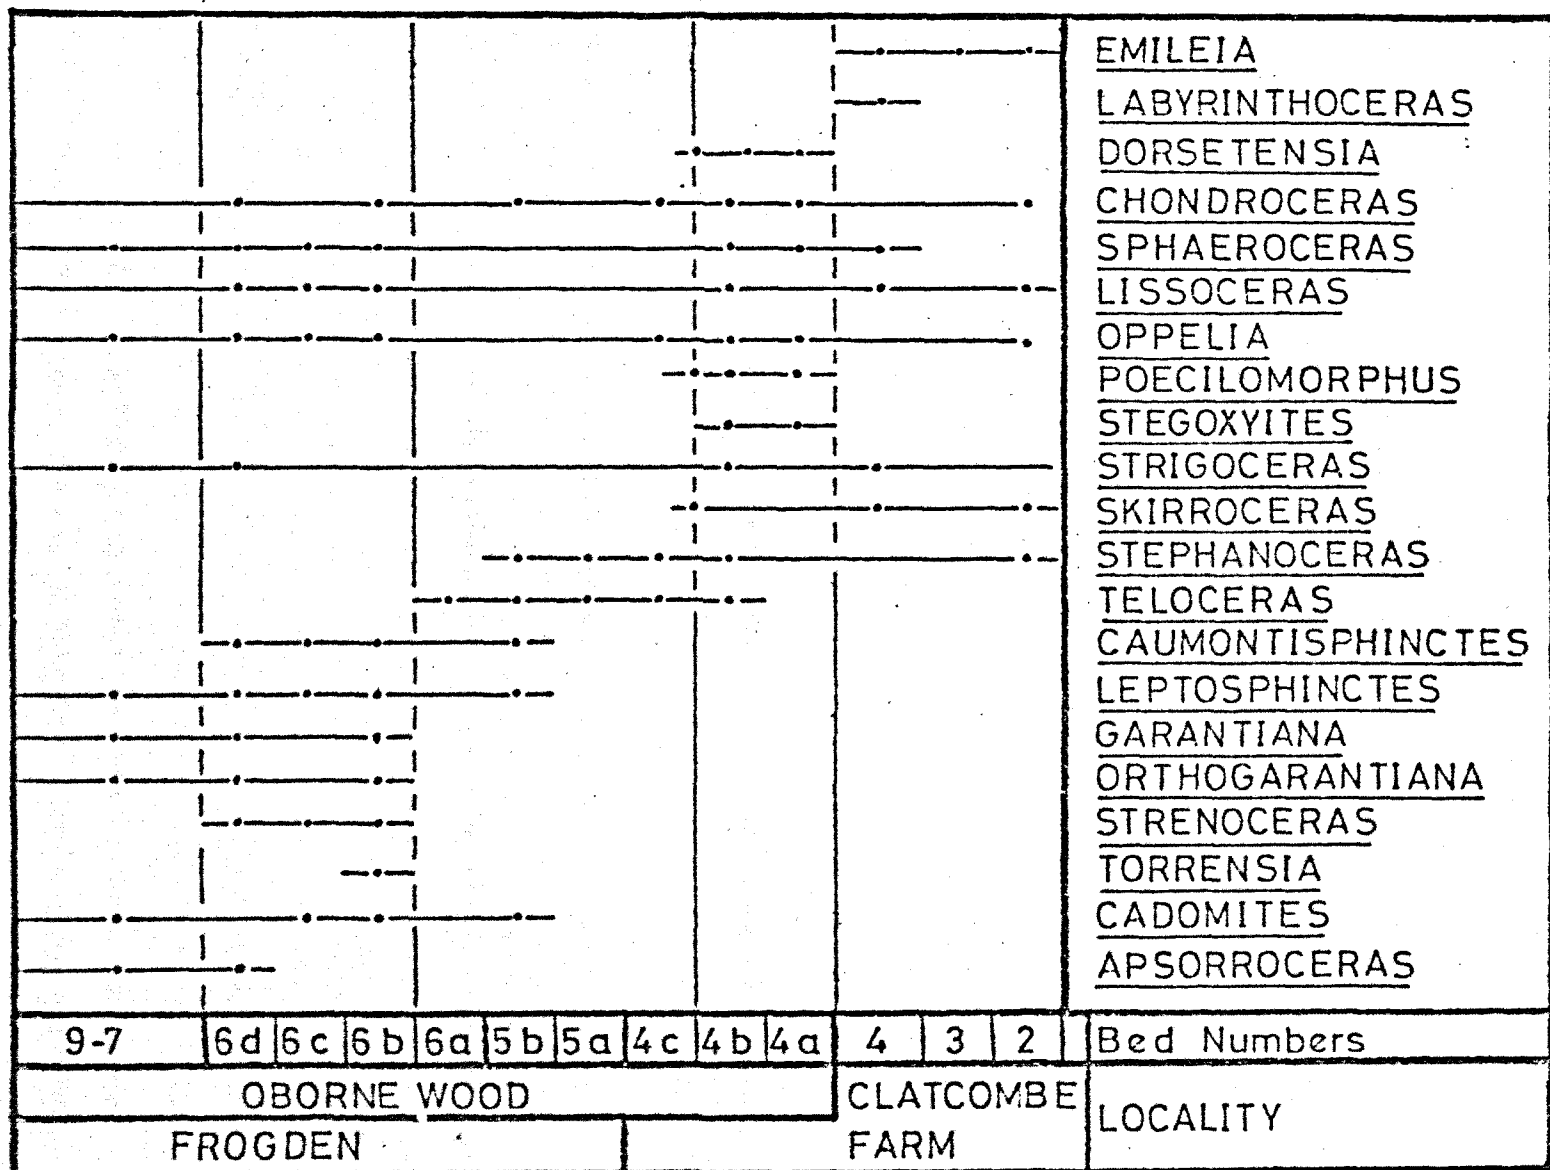 EMILEIA
LABYRINTHOCERAS
DORSETENSIA
CHONDROCERAS
SPHAEROCERAS
LISSOCERAS
OPPELIA
POECILOMORPHUS
STEGOXYITES
STRIGOCERAS
SKIRROCERAS
STEPHANOCERAS
TELOCERAS
CAUMONTISPHINCTES
LEPTOSPHINCTES
GARANTIANA
ORTHOGARANTIANA
STRENOCERAS
TORRENSIA
CADOMITES
APSORROCERAS
9-7 6d 6c 6b 6a 5b 5a 4c 4b 4a 4 3 2 Bed Numbers
OBORNE WOOD CLATCOMBE LOCALITY
FROGDEN FARM